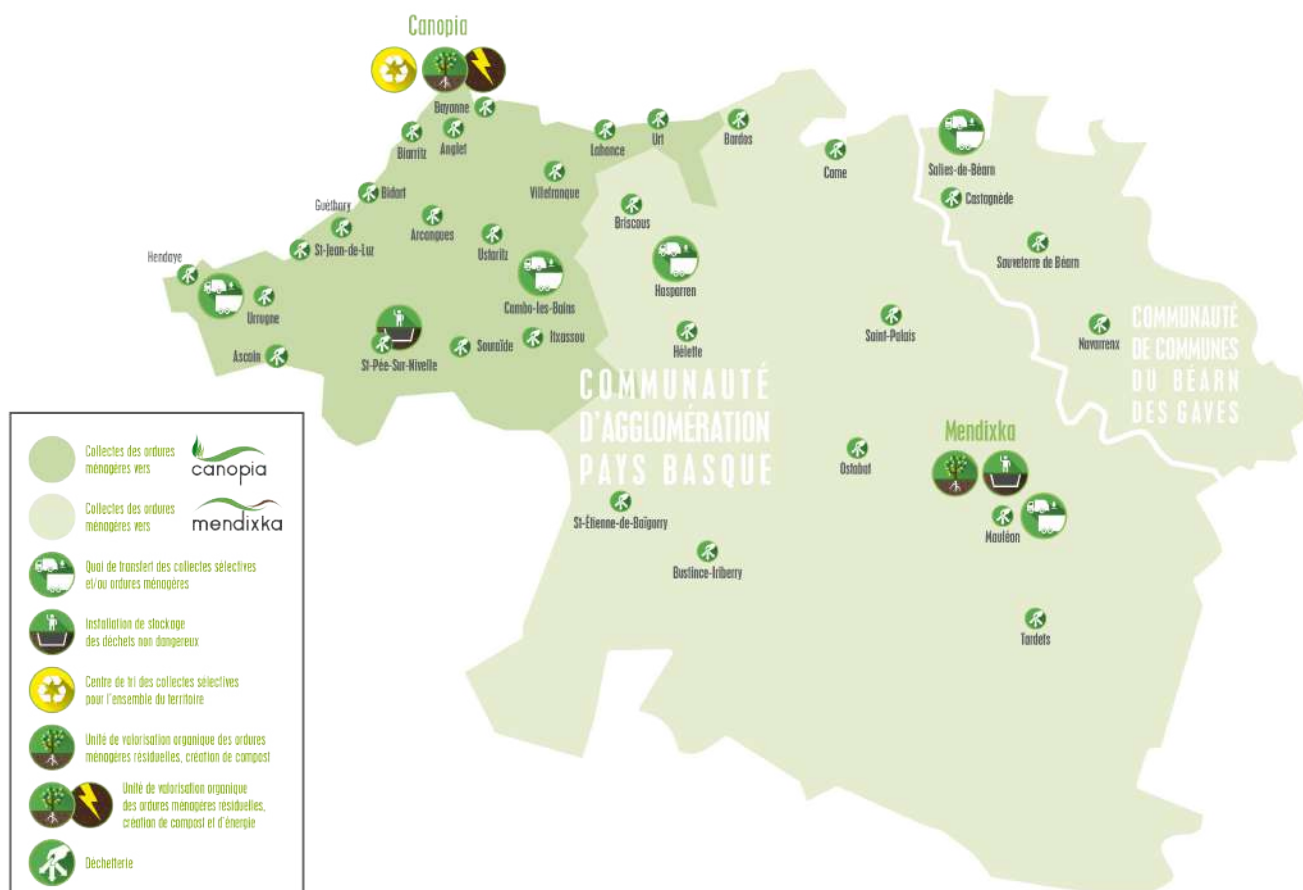 Canopia
Bayonne
Biarritz
Anglet
Lahonce
Urt
Bardos
Came
Salies-de-Béarn
Castagnède
Villefranque
Bidart
Guéthary
Briscous
Arcangues
Ustaritz
St-Jean-de-Luz
Sauveterre de Béarn
Hendaye
Urrugne
Cambo-les-Bains
Hasparren
Saint-Palais
Navarrenx
Ascain
St-Pée-Sur-Nivelle
Souraïde
Itxassou
Hélette
COMMUNAUTÉ
DE COMMUNES
DU BÉARN
DES GAVES
COMMUNAUTÉ
D'AGGLOMÉRATION
PAYS BASQUE
Mendixka
Ostabat
St-Étienne-de-Baïgorry
Mauléon
Bustince-Iriberry
Tardets
Collectes des ordures
ménagères vers
canopia
Collectes des ordures
ménagères vers
mendixka
Quai de transfert des collectes sélectives
et/ou ordures ménagères
Installation de stockage
des déchets non dangereux
Centre de tri des collectes sélectives
pour l'ensemble du territoire
Unité de valorisation organique des ordures
ménagères résiduelles, création de compost
Unité de valorisation organique
des ordures ménagères résiduelles,
création de compost et d'énergie
Déchetterie